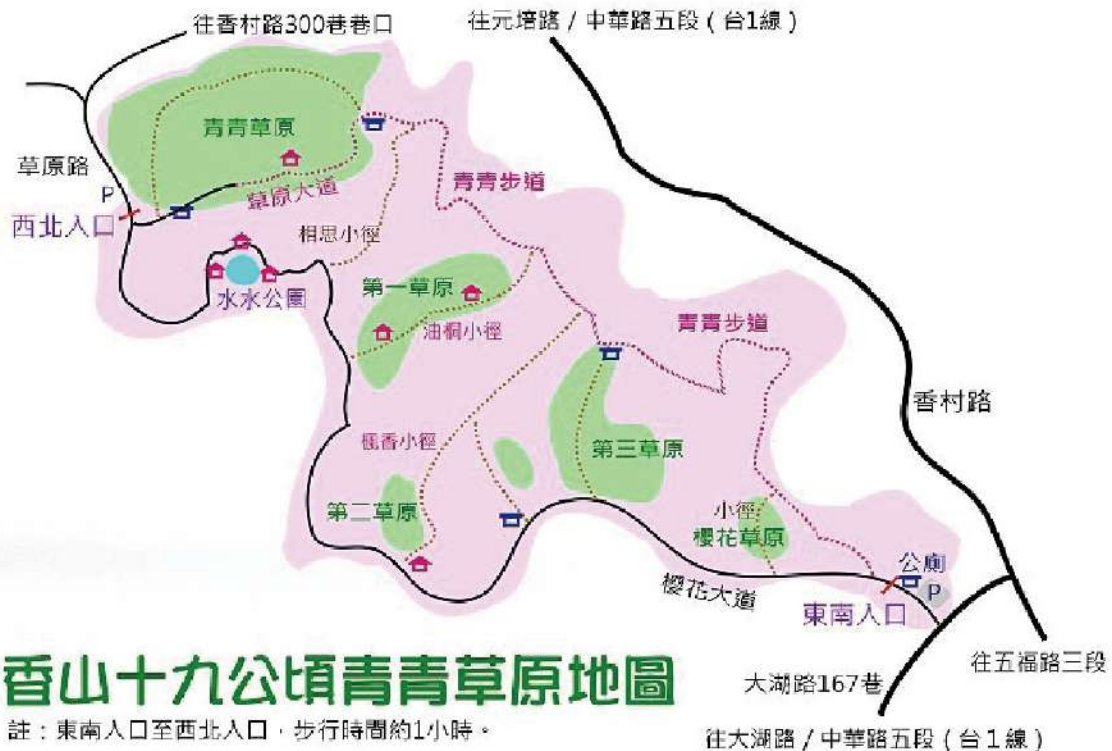 往香村路300巷巷口
往元培路 / 中華路五段 ( 台1線 )
青青草原
草原路
P
草原大道
青青步道
西北入口
相思小徑
水水公園
第一草原
油桐小徑
青青步道
香村路
楓香小徑
第三草原
第二草原
小徑
櫻花草原
公廁
P
櫻花大道
東南入口
香山十九公頃青青草原地圖
大湖路167巷
往五福路三段
註 : 東南人口至西北入口 , 步行時間約1小時。
往大湖路 / 中華路五段 ( 台1線 )